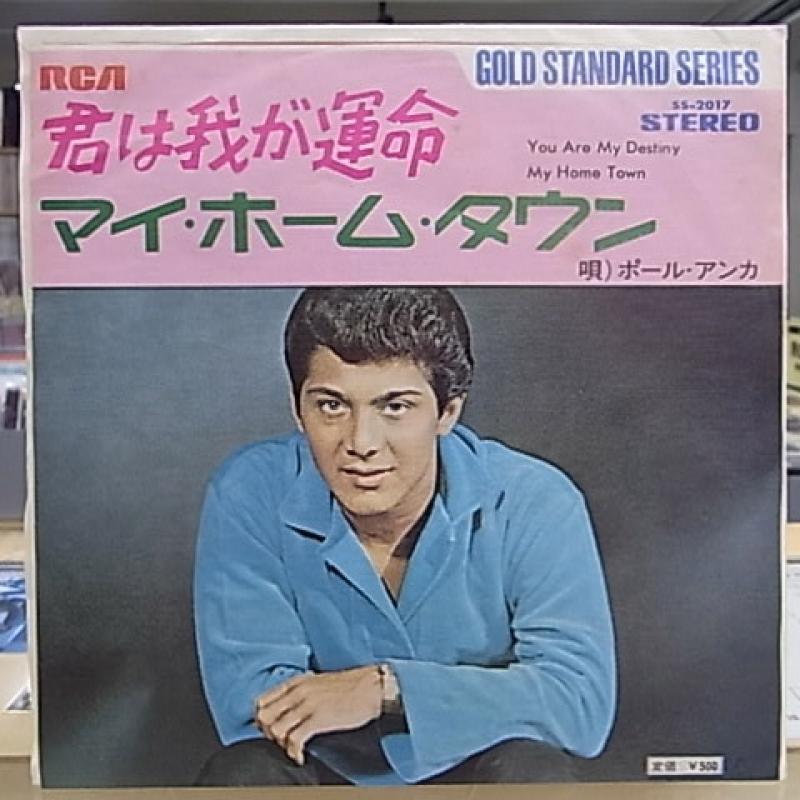 RCA
GOLD STANDARD SERIES
SS-2017
STEREO
君は我が運命
You Are My Destiny
My Home Town
マイ・ホーム・タウン
唄)ポール・アンカ
定価 ¥500